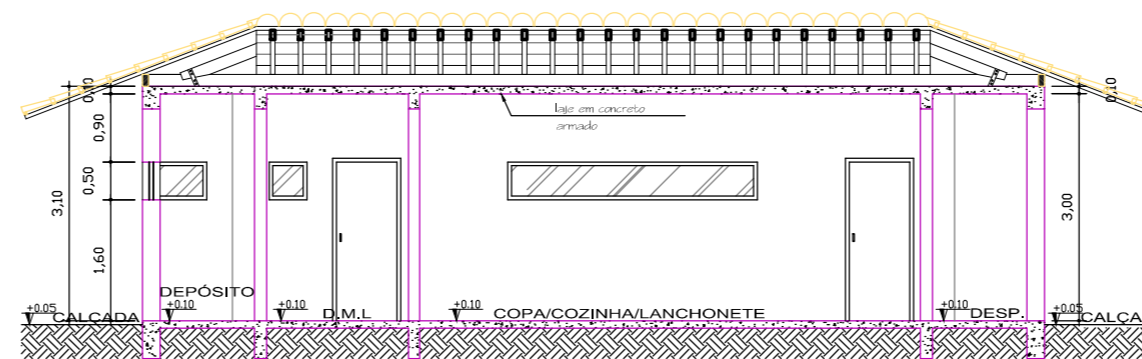 0,10
0,10
laje em concreto
armado
0,90
0,50
3,10
3,00
1,60
DEPÓSITO
+0.05
+0.10
+0.10
+0.10
+0.10
+0.05
CALÇADA
D.M.L
COPA/COZINHA/LANCHONETE
DESP.
CALÇA